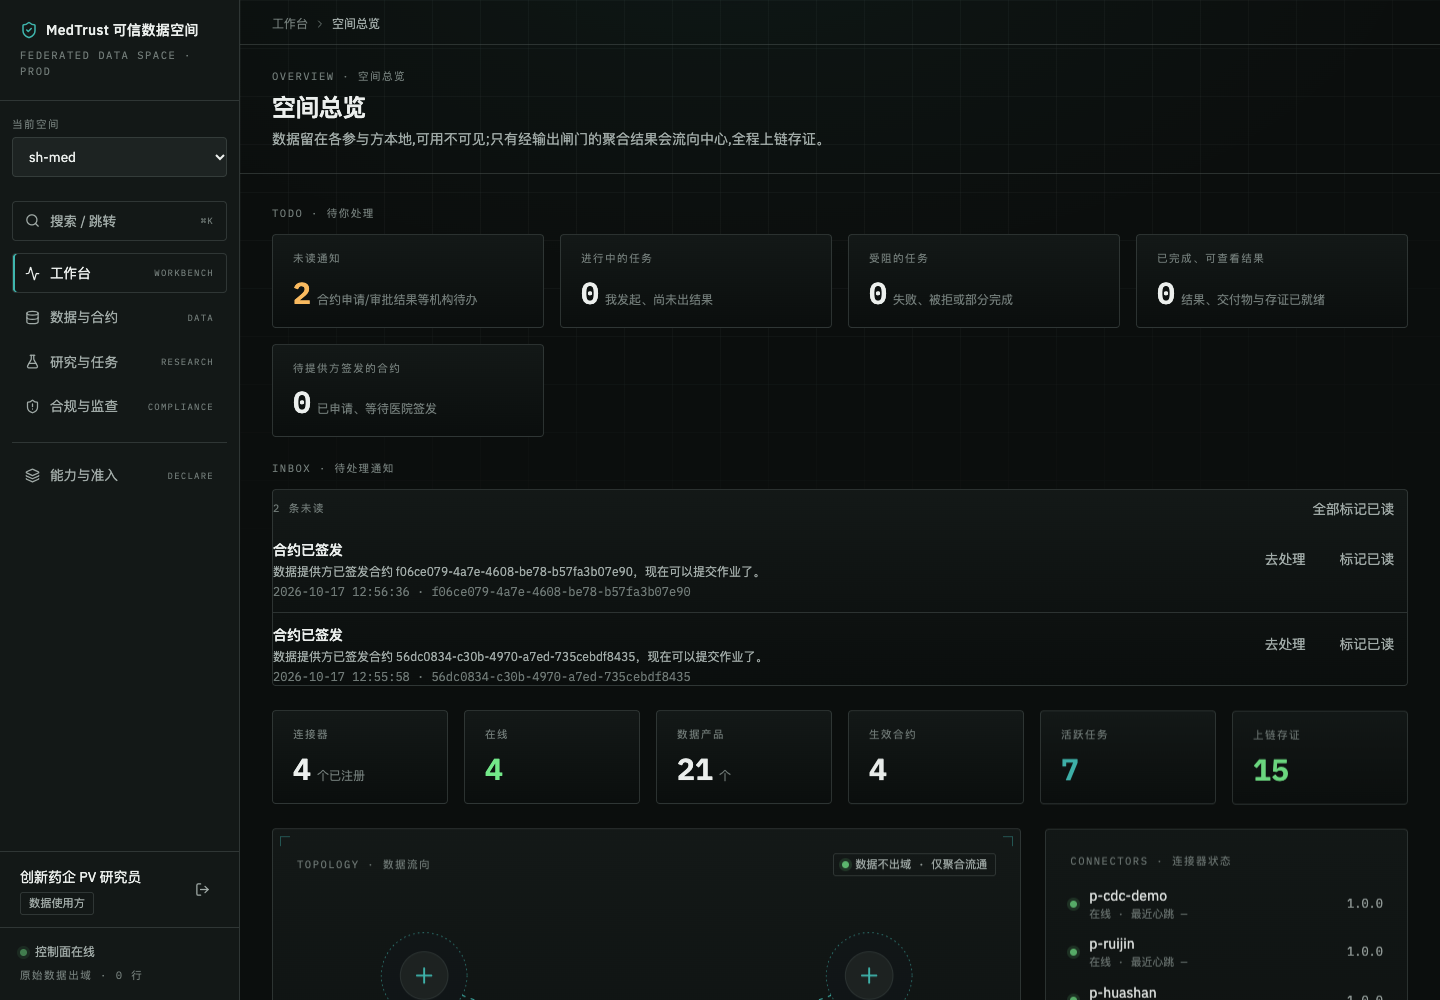 MedTrust 可信数据空间
FEDERATED DATA SPACE ·
PROD
当前空间
sh-med
搜索 / 跳转 ⌘K
工作台 WORKBENCH
数据与合约 DATA
研究与任务 RESEARCH
合规与监查 COMPLIANCE
能力与准入 DECLARE
创新药企 PV 研究员
数据使用方
控制面在线
原始数据出域 · 0 行
工作台 › 空间总览
OVERVIEW · 空间总览
空间总览
数据留在各参与方本地,可用不可见;只有经输出闸门的聚合结果会流向中心,全程上链存证。
TODO · 待你处理
未读通知
2 合约申请/审批结果等机构待办
进行中的任务
0 我发起、尚未出结果
受阻的任务
0 失败、被拒或部分完成
已完成、可查看结果
0 结果、交付物与存证已就绪
待提供方签发的合约
0 已申请、等待医院签发
INBOX · 待处理通知
2 条未读 全部标记已读
合约已签发
数据提供方已签发合约 f06ce079-4a7e-4608-be78-b57fa3b07e90，现在可以提交作业了。
2026-10-17 12:56:36 · f06ce079-4a7e-4608-be78-b57fa3b07e90
去处理 标记已读
合约已签发
数据提供方已签发合约 56dc0834-c30b-4970-a7ed-735cebdf8435，现在可以提交作业了。
2026-10-17 12:55:58 · 56dc0834-c30b-4970-a7ed-735cebdf8435
去处理 标记已读
连接器
4 个已注册
在线
4
数据产品
21 个
生效合约
4
活跃任务
7
上链存证
15
TOPOLOGY · 数据流向
数据不出域 · 仅聚合流通
CONNECTORS · 连接器状态
p-cdc-demo 1.0.0
在线 · 最近心跳 —
p-ruijin 1.0.0
在线 · 最近心跳 —
p-huashan 1.0.0